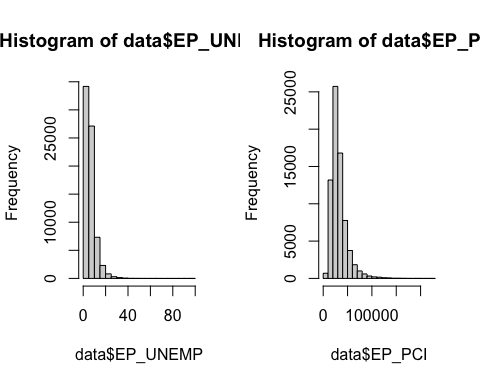 Histogram of data$EP_UNI
Frequency
0
10000
25000
0
40
80
data$EP_UNEMP
Histogram of data$EP_P
Frequency
0
5000
15000
25000
0
100000
data$EP_PCI